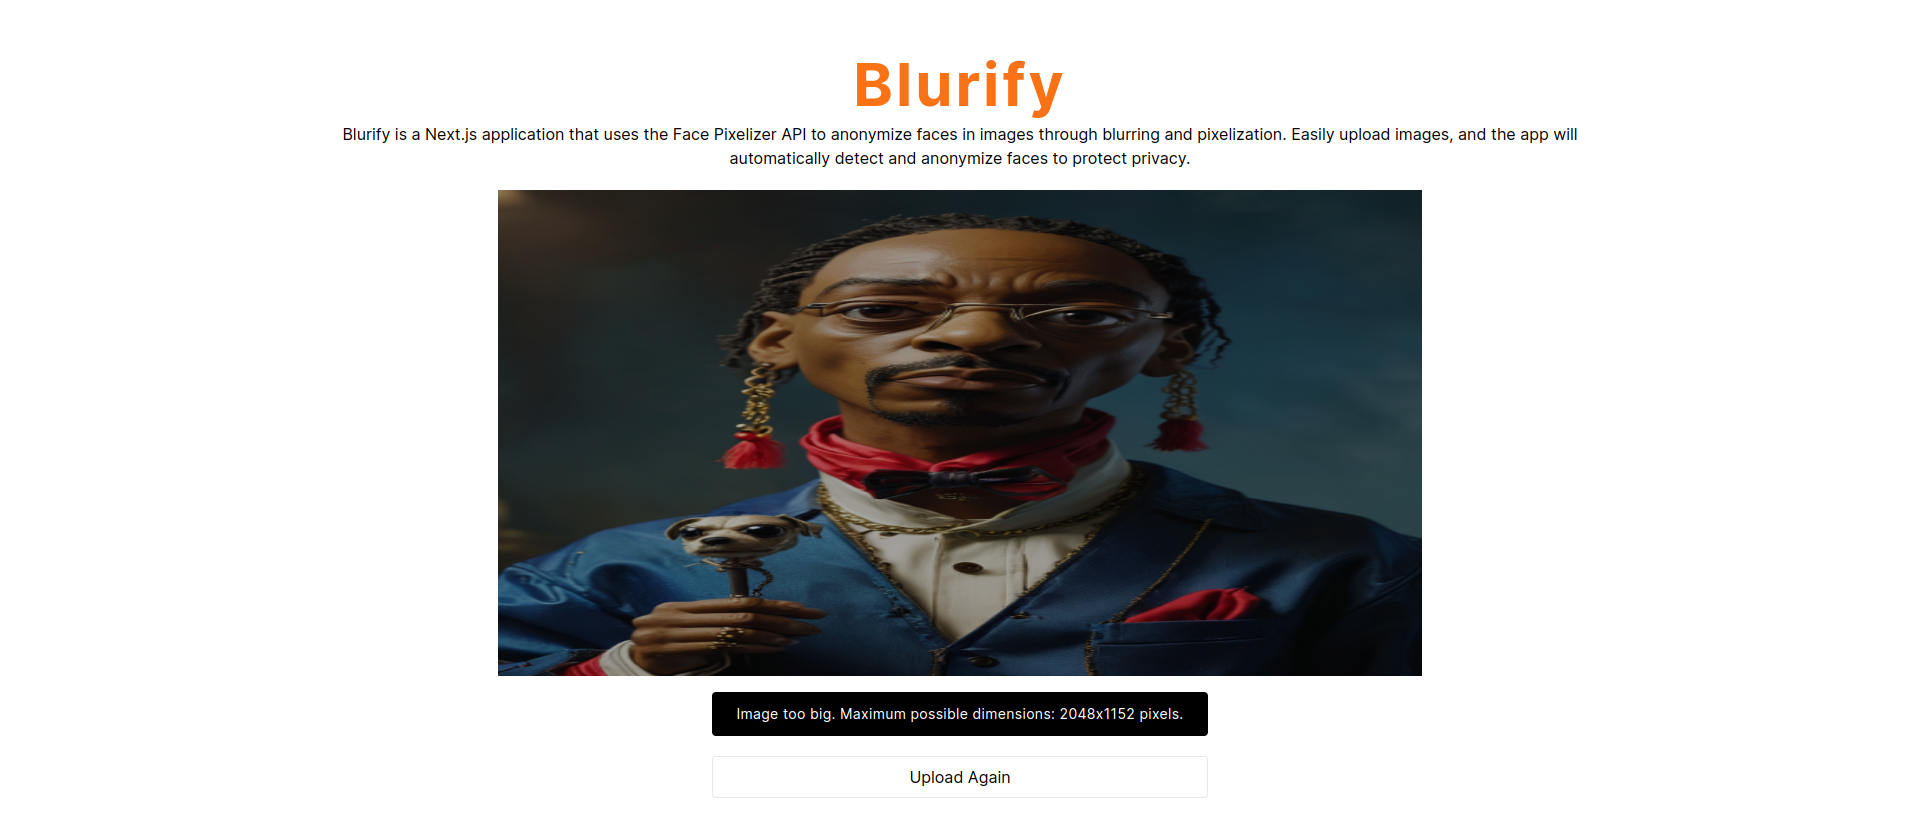 Blurify
Blurify is a Next.js application that uses the Face Pixelizer API to anonymize faces in images through blurring and pixelization. Easily upload images, and the app will
automatically detect and anonymize faces to protect privacy.
Image too big. Maximum possible dimensions: 2048x1152 pixels.
Upload Again